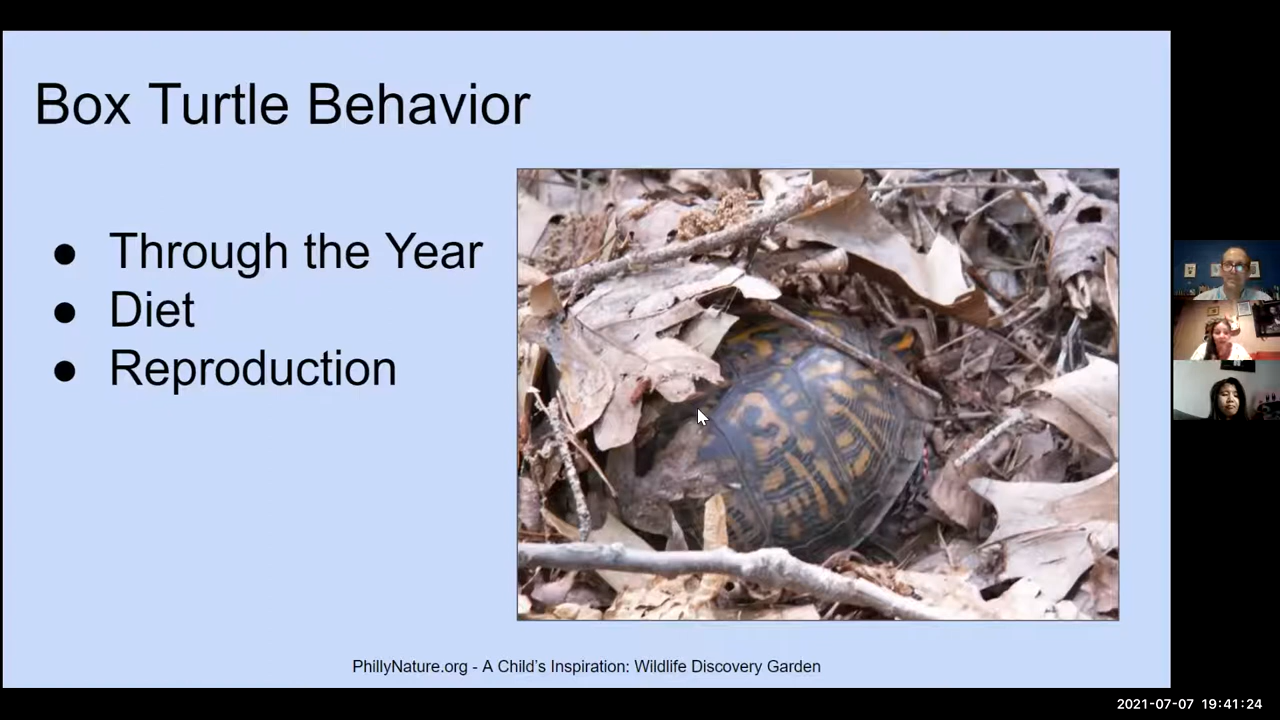 Box Turtle Behavior
● Through the Year
● Diet
● Reproduction
PhillyNature.org - A Child's Inspiration: Wildlife Discovery Garden
2021-07-07 19:41:24